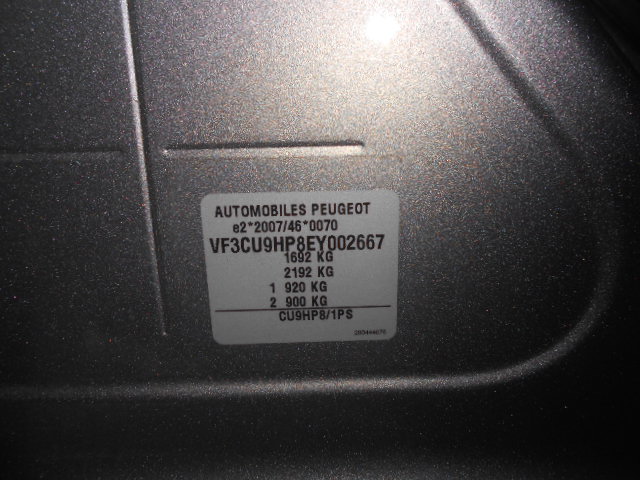 AUTOMOBILES PEUGEOT
e2*2007/46*0070
VF3CU9HP8EY002667
1692 KG
2192 KG
1 920 KG
2 900 KG
CU9HP8/1PS